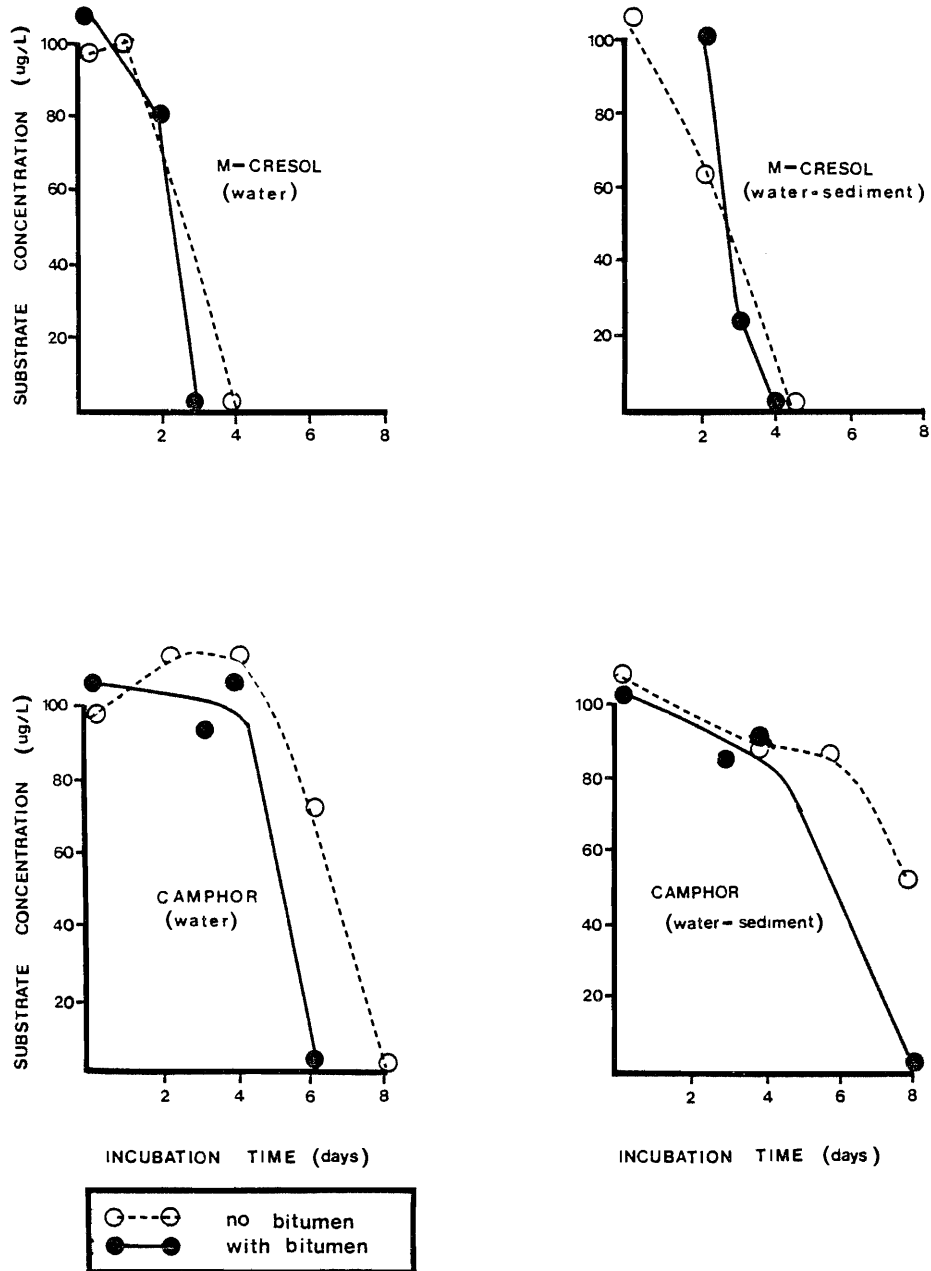 SUBSTRATE CONCENTRATION (ug/L)
100
80
60
40
20
2 4 6 8
M-CRESOL
(water)
100
80
60
40
20
2 4 6 8
M-CRESOL
(water-sediment)
SUBSTRATE CONCENTRATION (ug/L)
100
80
60
40
20
2 4 6 8
CAMPHOR
(water)
INCUBATION TIME (days)
100
80
60
40
20
2 4 6 8
CAMPHOR
(water-sediment)
INCUBATION TIME (days)
no bitumen
with bitumen